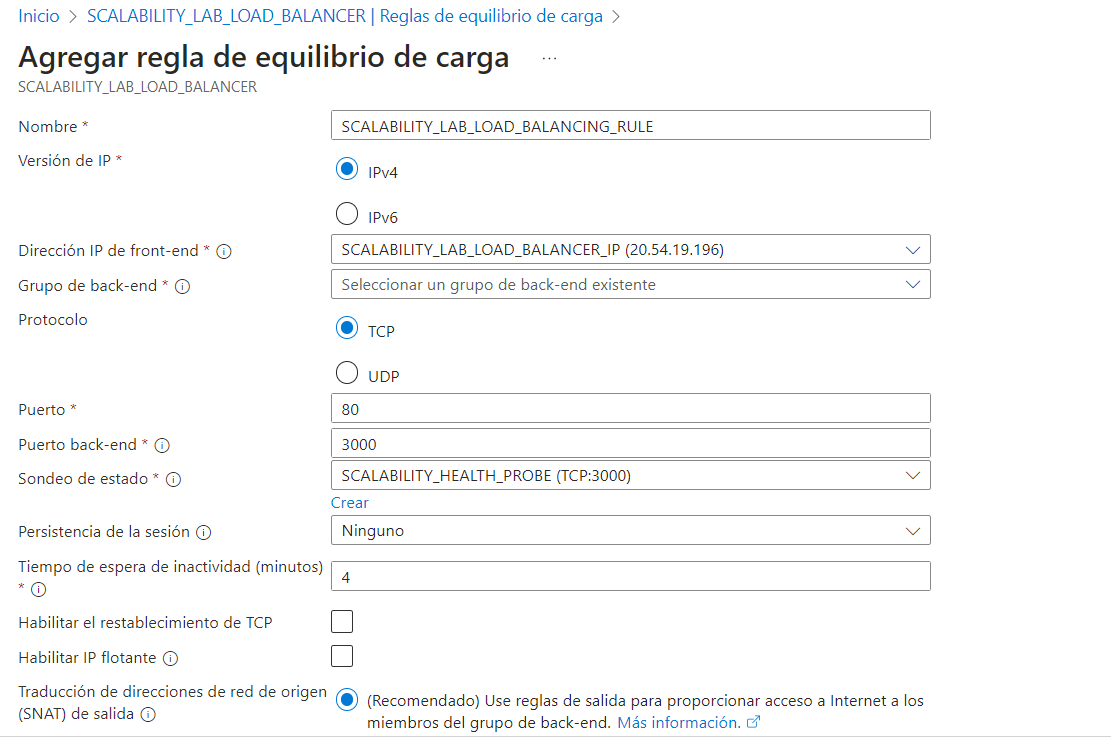 Inicio > SCALABILITY_LAB_LOAD_BALANCER | Reglas de equilibrio de carga >
Agregar regla de equilibrio de carga ...
SCALABILITY_LAB_LOAD_BALANCER
Nombre * SCALABILITY_LAB_LOAD_BALANCING_RULE
Versión de IP *
IPv4
IPv6
Dirección IP de front-end * SCALABILITY_LAB_LOAD_BALANCER_IP (20.54.19.196)
Grupo de back-end * Seleccionar un grupo de back-end existente
Protocolo
TCP
UDP
Puerto * 80
Puerto back-end * 3000
Sondeo de estado * SCALABILITY_HEALTH_PROBE (TCP:3000)
Crear
Persistencia de la sesión Ninguno
Tiempo de espera de inactividad (minutos)
* 4
Habilitar el restablecimiento de TCP
Habilitar IP flotante
Traducción de direcciones de red de origen
(SNAT) de salida
(Recomendado) Use reglas de salida para proporcionar acceso a Internet a los
miembros del grupo de back-end. Más información.